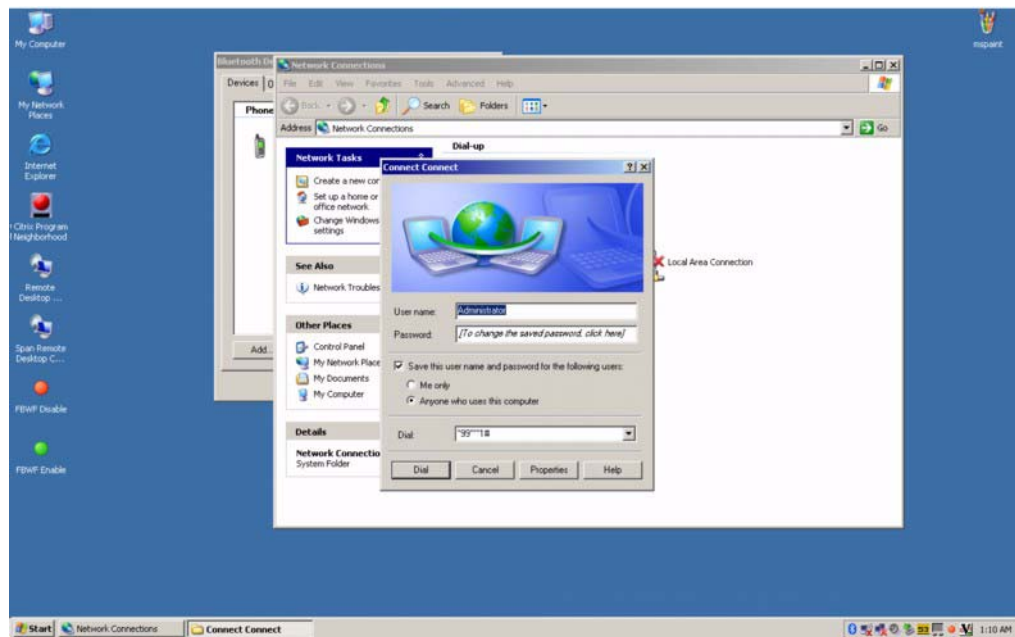 My Computer
My Network
Places
Internet
Explorer
Citrix Program
Neighborhood
Remote
Desktop ...
Span Remote
Desktop C...
FBWF Disable
FBWF Enable
mspaint
Bluetooth De
Devices
Phone
Add...
Network Connections
File Edit View Favorites Tools Advanced Help
Back Search Folders
Address Network Connections Go
Network Tasks
Create a new con
Set up a home or
office network
Change Windows
settings
See Also
Network Troubles
Other Places
Control Panel
My Network Place
My Documents
My Computer
Details
Network Connectio
System Folder
Dial-up
Local Area Connection
Connect Connect
User name: Administrator
Password: [To change the saved password, click here]
Save this user name and password for the following users:
Me only
Anyone who uses this computer
Dial:
Dial Cancel Properties Help
Start Network Connections Connect Connect 1:10 AM